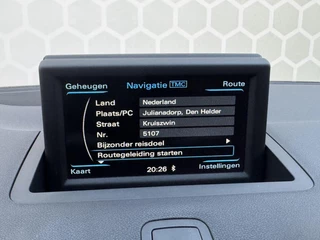 Geheugen Navigatie TMC Route
Land Nederland
Plaats/PC Julianadorp, Den Helder
Straat Kruiszwin
Nr. 5107
Bijzonder reisdoel
Routegeleiding starten
Kaart 20:26 Instellingen